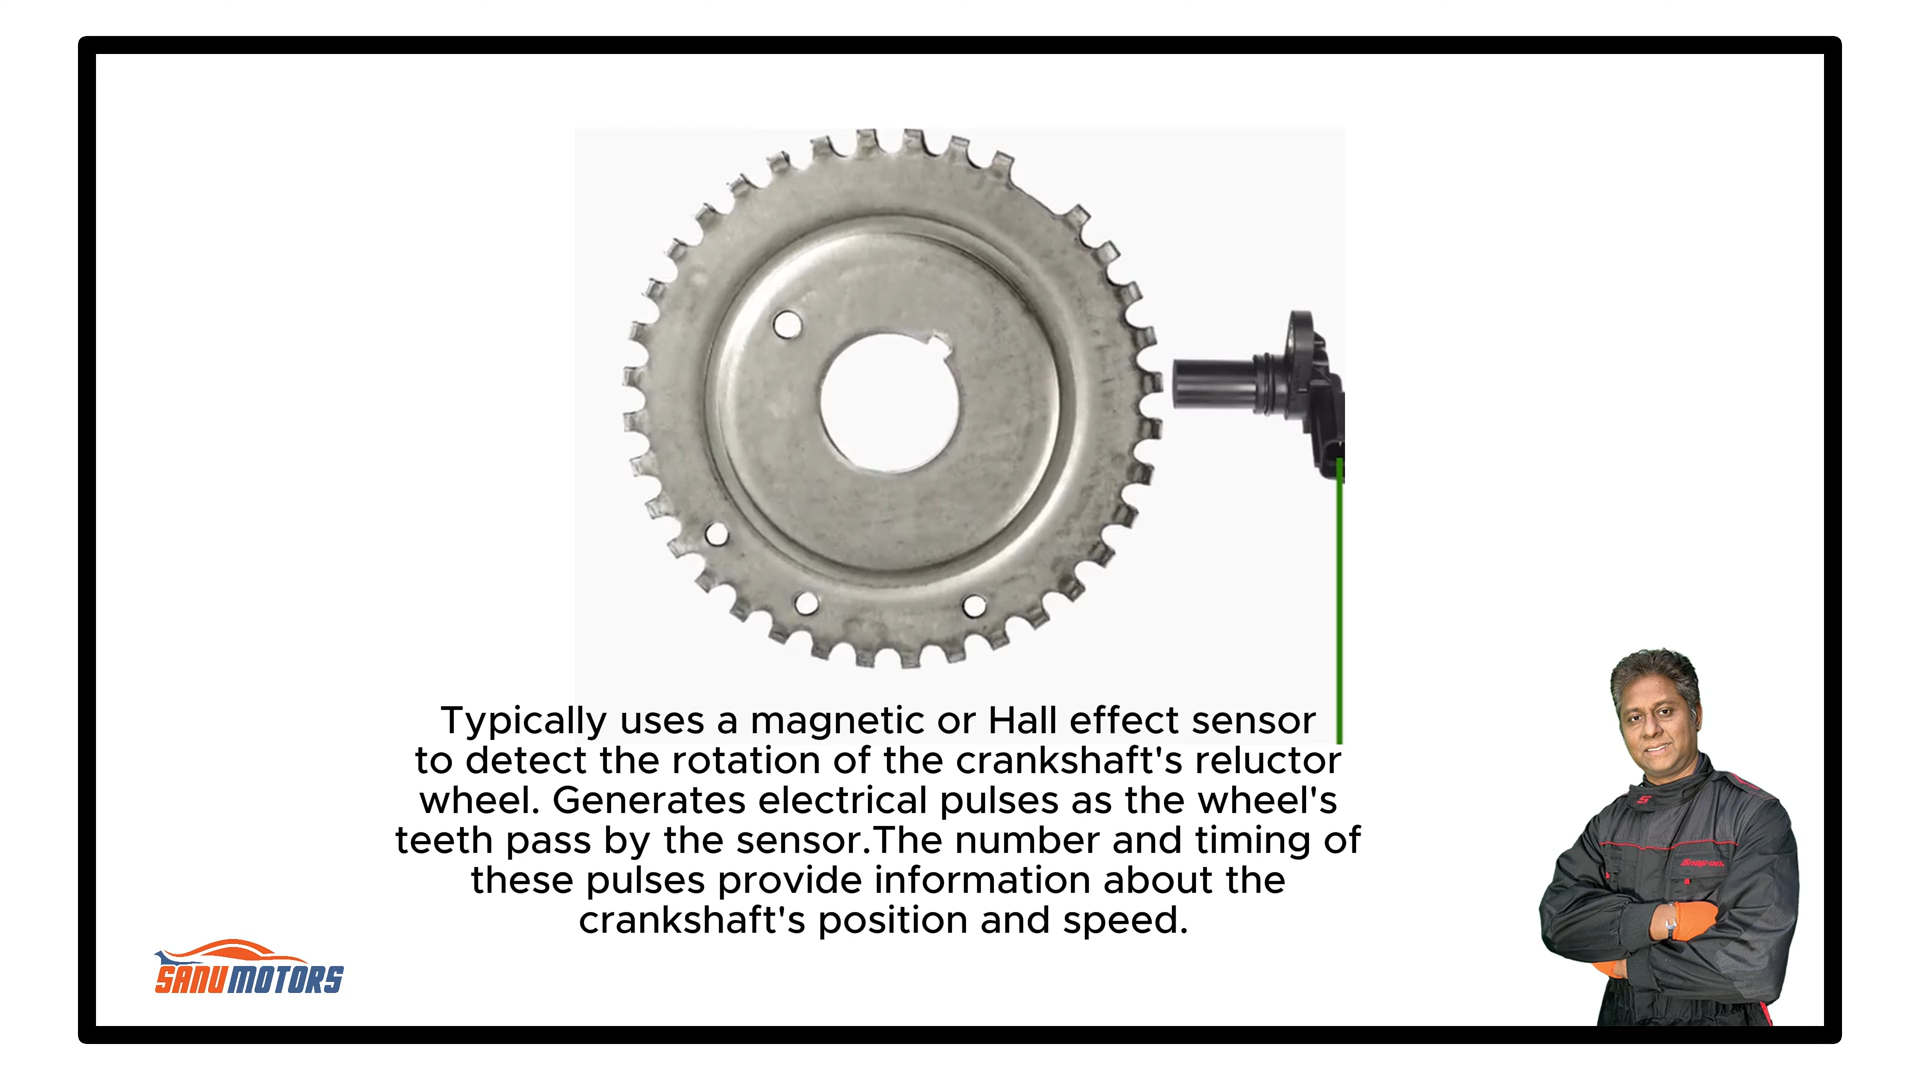 Typically uses a magnetic or Hall effect sensor
to detect the rotation of the crankshaft's reluctor
wheel. Generates electrical pulses as the wheel's
teeth pass by the sensor.The number and timing of
these pulses provide information about the
crankshaft's position and speed.
SANU MOTORS
Snap-on
S